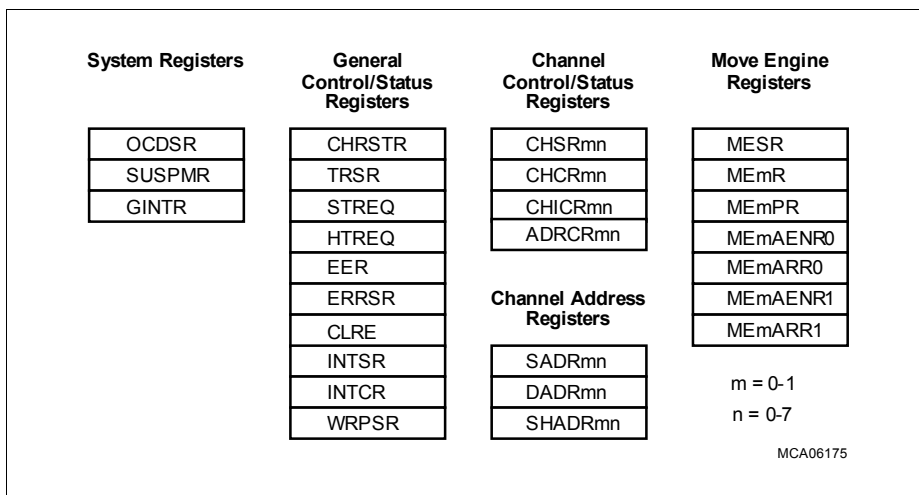 System Registers
OCDSR
SUSPMR
GINTR
General
Control/Status
Registers
CHRSTR
TRSR
STREQ
HTREQ
EER
ERRSR
CLRE
INTSR
INTCR
WRPSR
Channel
Control/Status
Registers
CHSRmn
CHCRmn
CHICRmn
ADRCRmn
Channel Address
Registers
SADRmn
DADRmn
SHADRmn
Move Engine
Registers
MESR
MEmR
MEmPR
MEmAENR0
MEmARR0
MEmAENR1
MEmARR1
m = 0-1
n = 0-7
MCA06175